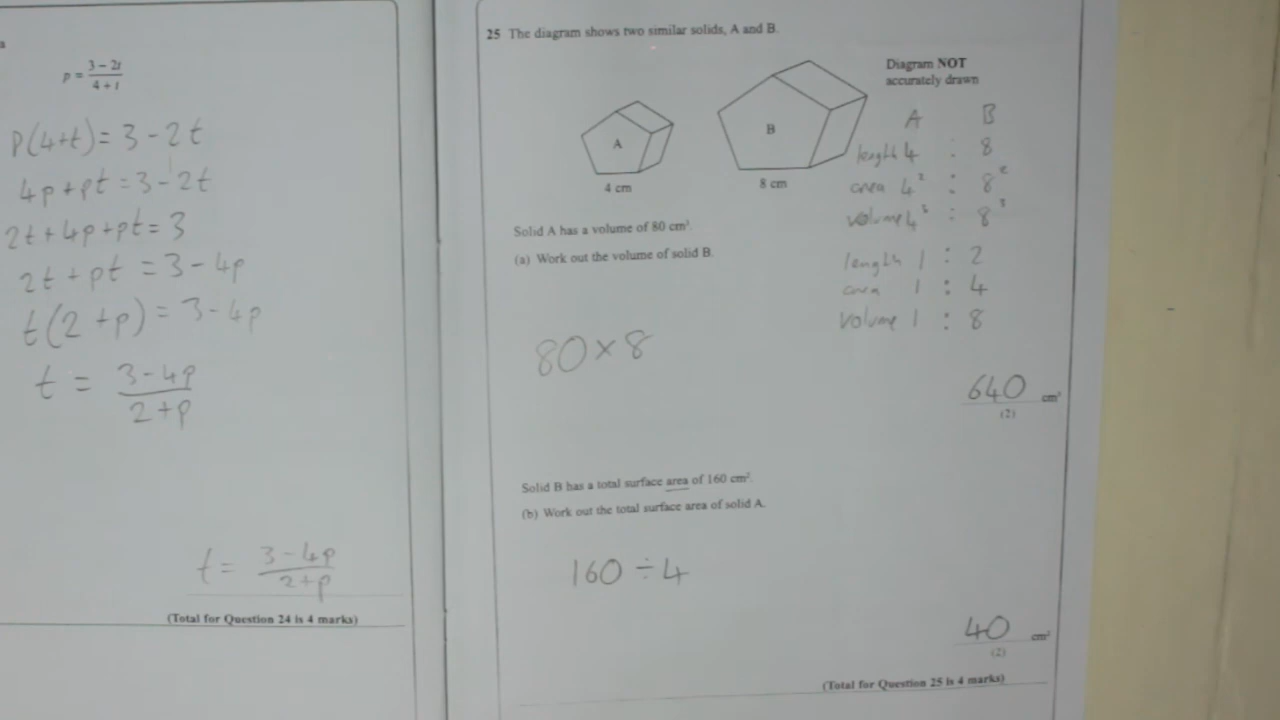 a
p = \frac{3-2t}{4+t}
p(4+t) = 3 - 2t
4p + pt = 3 - 2t
2t + 4p + pt = 3
2t + pt = 3 - 4p
t(2 + p) = 3 - 4p
t = \frac{3-4p}{2+p}
t = \frac{3-4p}{2+p}
(Total for Question 24 is 4 marks)
25 The diagram shows two similar solids, A and B.
Diagram NOT
accurately drawn
A
B
4 cm
8 cm
A B
length 4 : 8
area 4² : 8²
volume 4³ : 8³
length 1 : 2
area 1 : 4
volume 1 : 8
Solid A has a volume of 80 cm³.
(a) Work out the volume of solid B.
80 × 8
640 cm³
(2)
Solid B has a total surface area of 160 cm².
(b) Work out the total surface area of solid A.
160 ÷ 4
40 cm²
(2)
(Total for Question 25 is 4 marks)